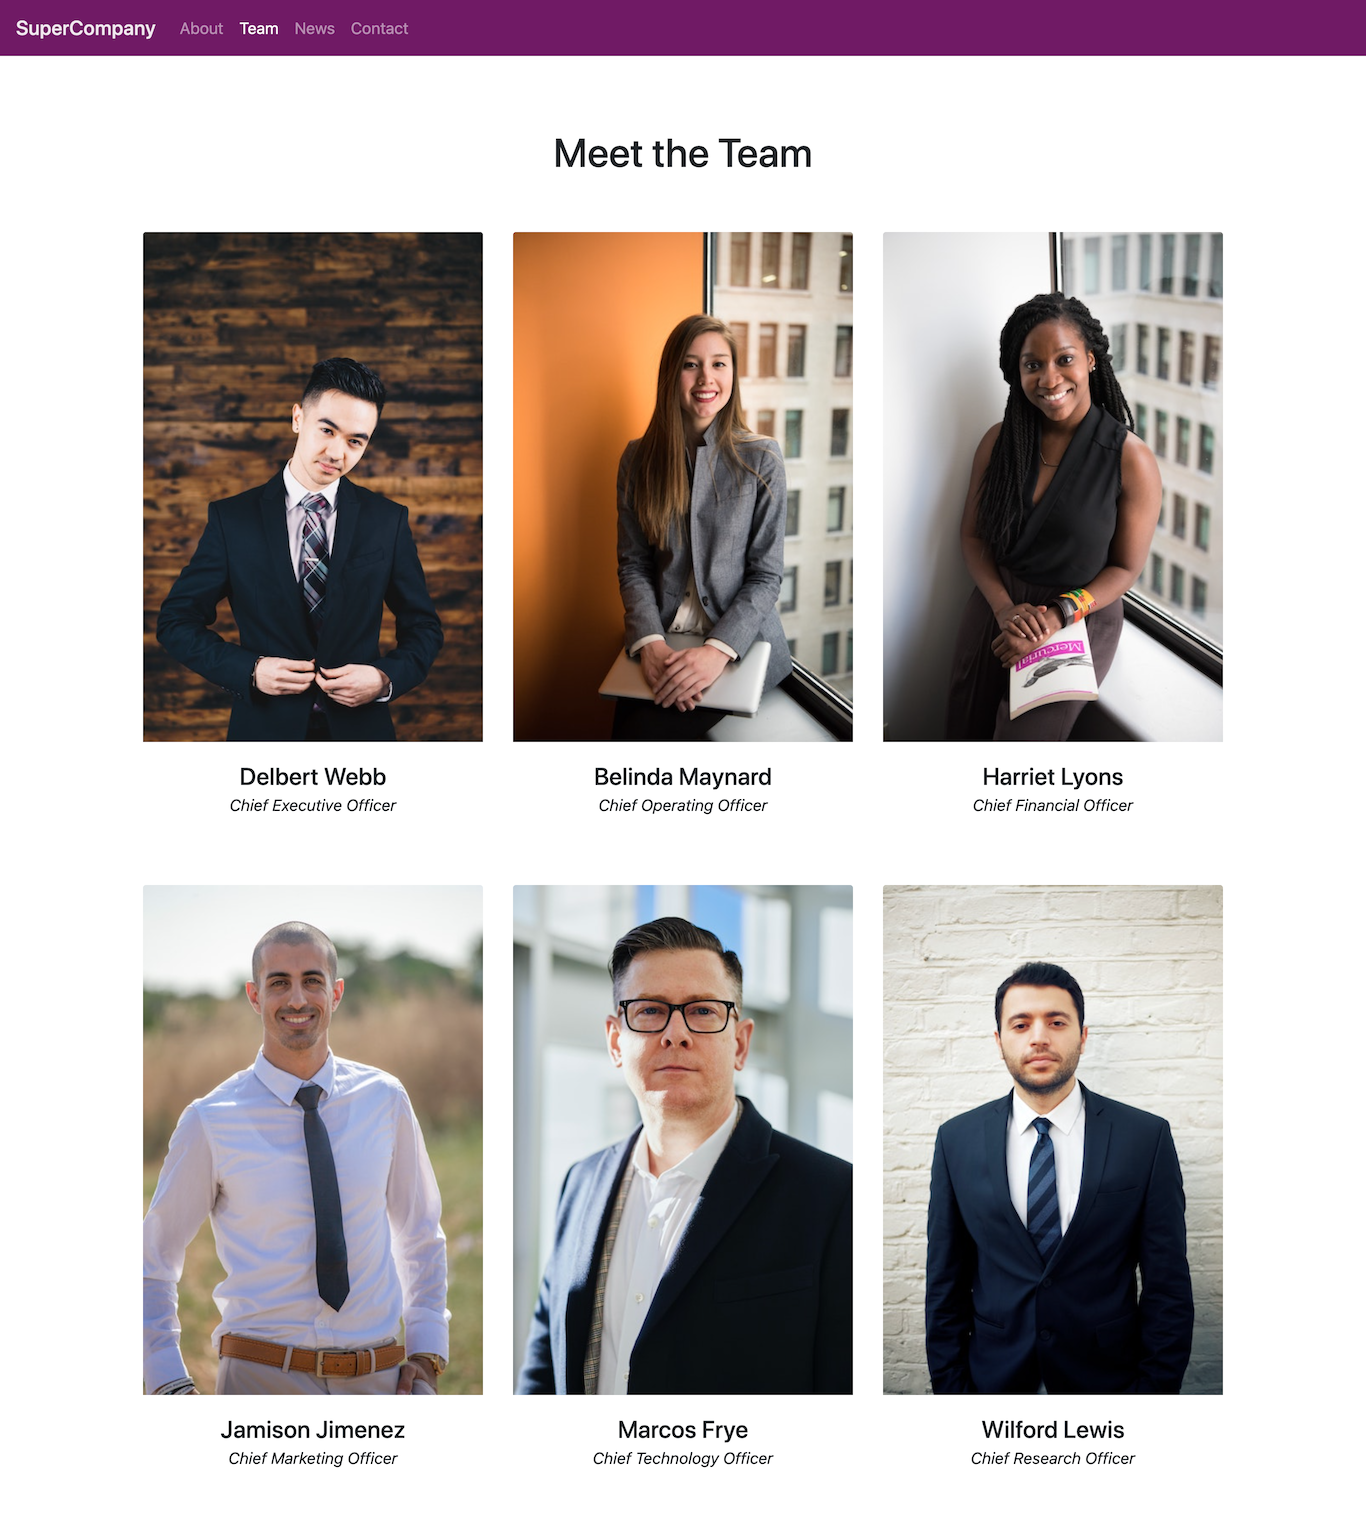 SuperCompany About Team News Contact
Meet the Team
Mercurial
Delbert Webb
Chief Executive Officer
Belinda Maynard
Chief Operating Officer
Harriet Lyons
Chief Financial Officer
Jamison Jimenez
Chief Marketing Officer
Marcos Frye
Chief Technology Officer
Wilford Lewis
Chief Research Officer